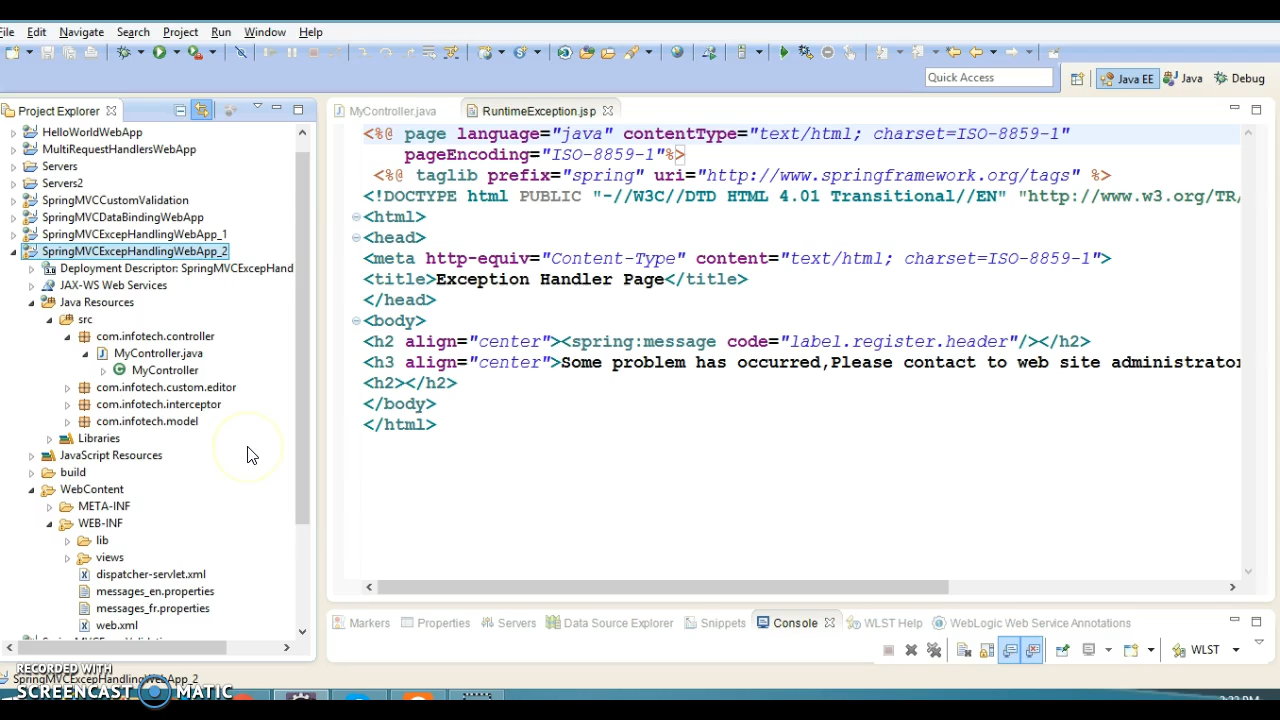 File Edit Navigate Search Project Run Window Help
Quick Access Java EE Java Debug
Project Explorer
HelloWorldWebApp
MultiRequestHandlersWebApp
Servers
Servers2
SpringMVCCustomValidation
SpringMVCDataBindingWebApp
SpringMVCExcepHandlingWebApp_1
SpringMVCExcepHandlingWebApp_2
Deployment Descriptor: SpringMVCExcepHand
JAX-WS Web Services
Java Resources
src
com.infotech.controller
MyController.java
MyController
com.infotech.custom.editor
com.infotech.interceptor
com.infotech.model
Libraries
JavaScript Resources
build
WebContent
META-INF
WEB-INF
lib
views
dispatcher-servlet.xml
messages_en.properties
messages_fr.properties
web.xml
MyController.java RuntimeException.jsp
<%@ page language="java" contentType="text/html; charset=ISO-8859-1"
pageEncoding="ISO-8859-1"%>
<%@ taglib prefix="spring" uri="http://www.springframework.org/tags" %>
<!DOCTYPE html PUBLIC "-//W3C//DTD HTML 4.01 Transitional//EN" "http://www.w3.org/TR/
<html>
<head>
<meta http-equiv="Content-Type" content="text/html; charset=ISO-8859-1">
<title>Exception Handler Page</title>
</head>
<body>
<h2 align="center"><spring:message code="label.register.header"/></h2>
<h3 align="center">Some problem has occurred,Please contact to web site administrator
<h2></h2>
</body>
</html>
Markers Properties Servers Data Source Explorer Snippets Console WLST Help WebLogic Web Service Annotations
WLST
SpringMVCExcepHandlingWebApp_2
RECORDED WITH
SCREENCAST MATIC